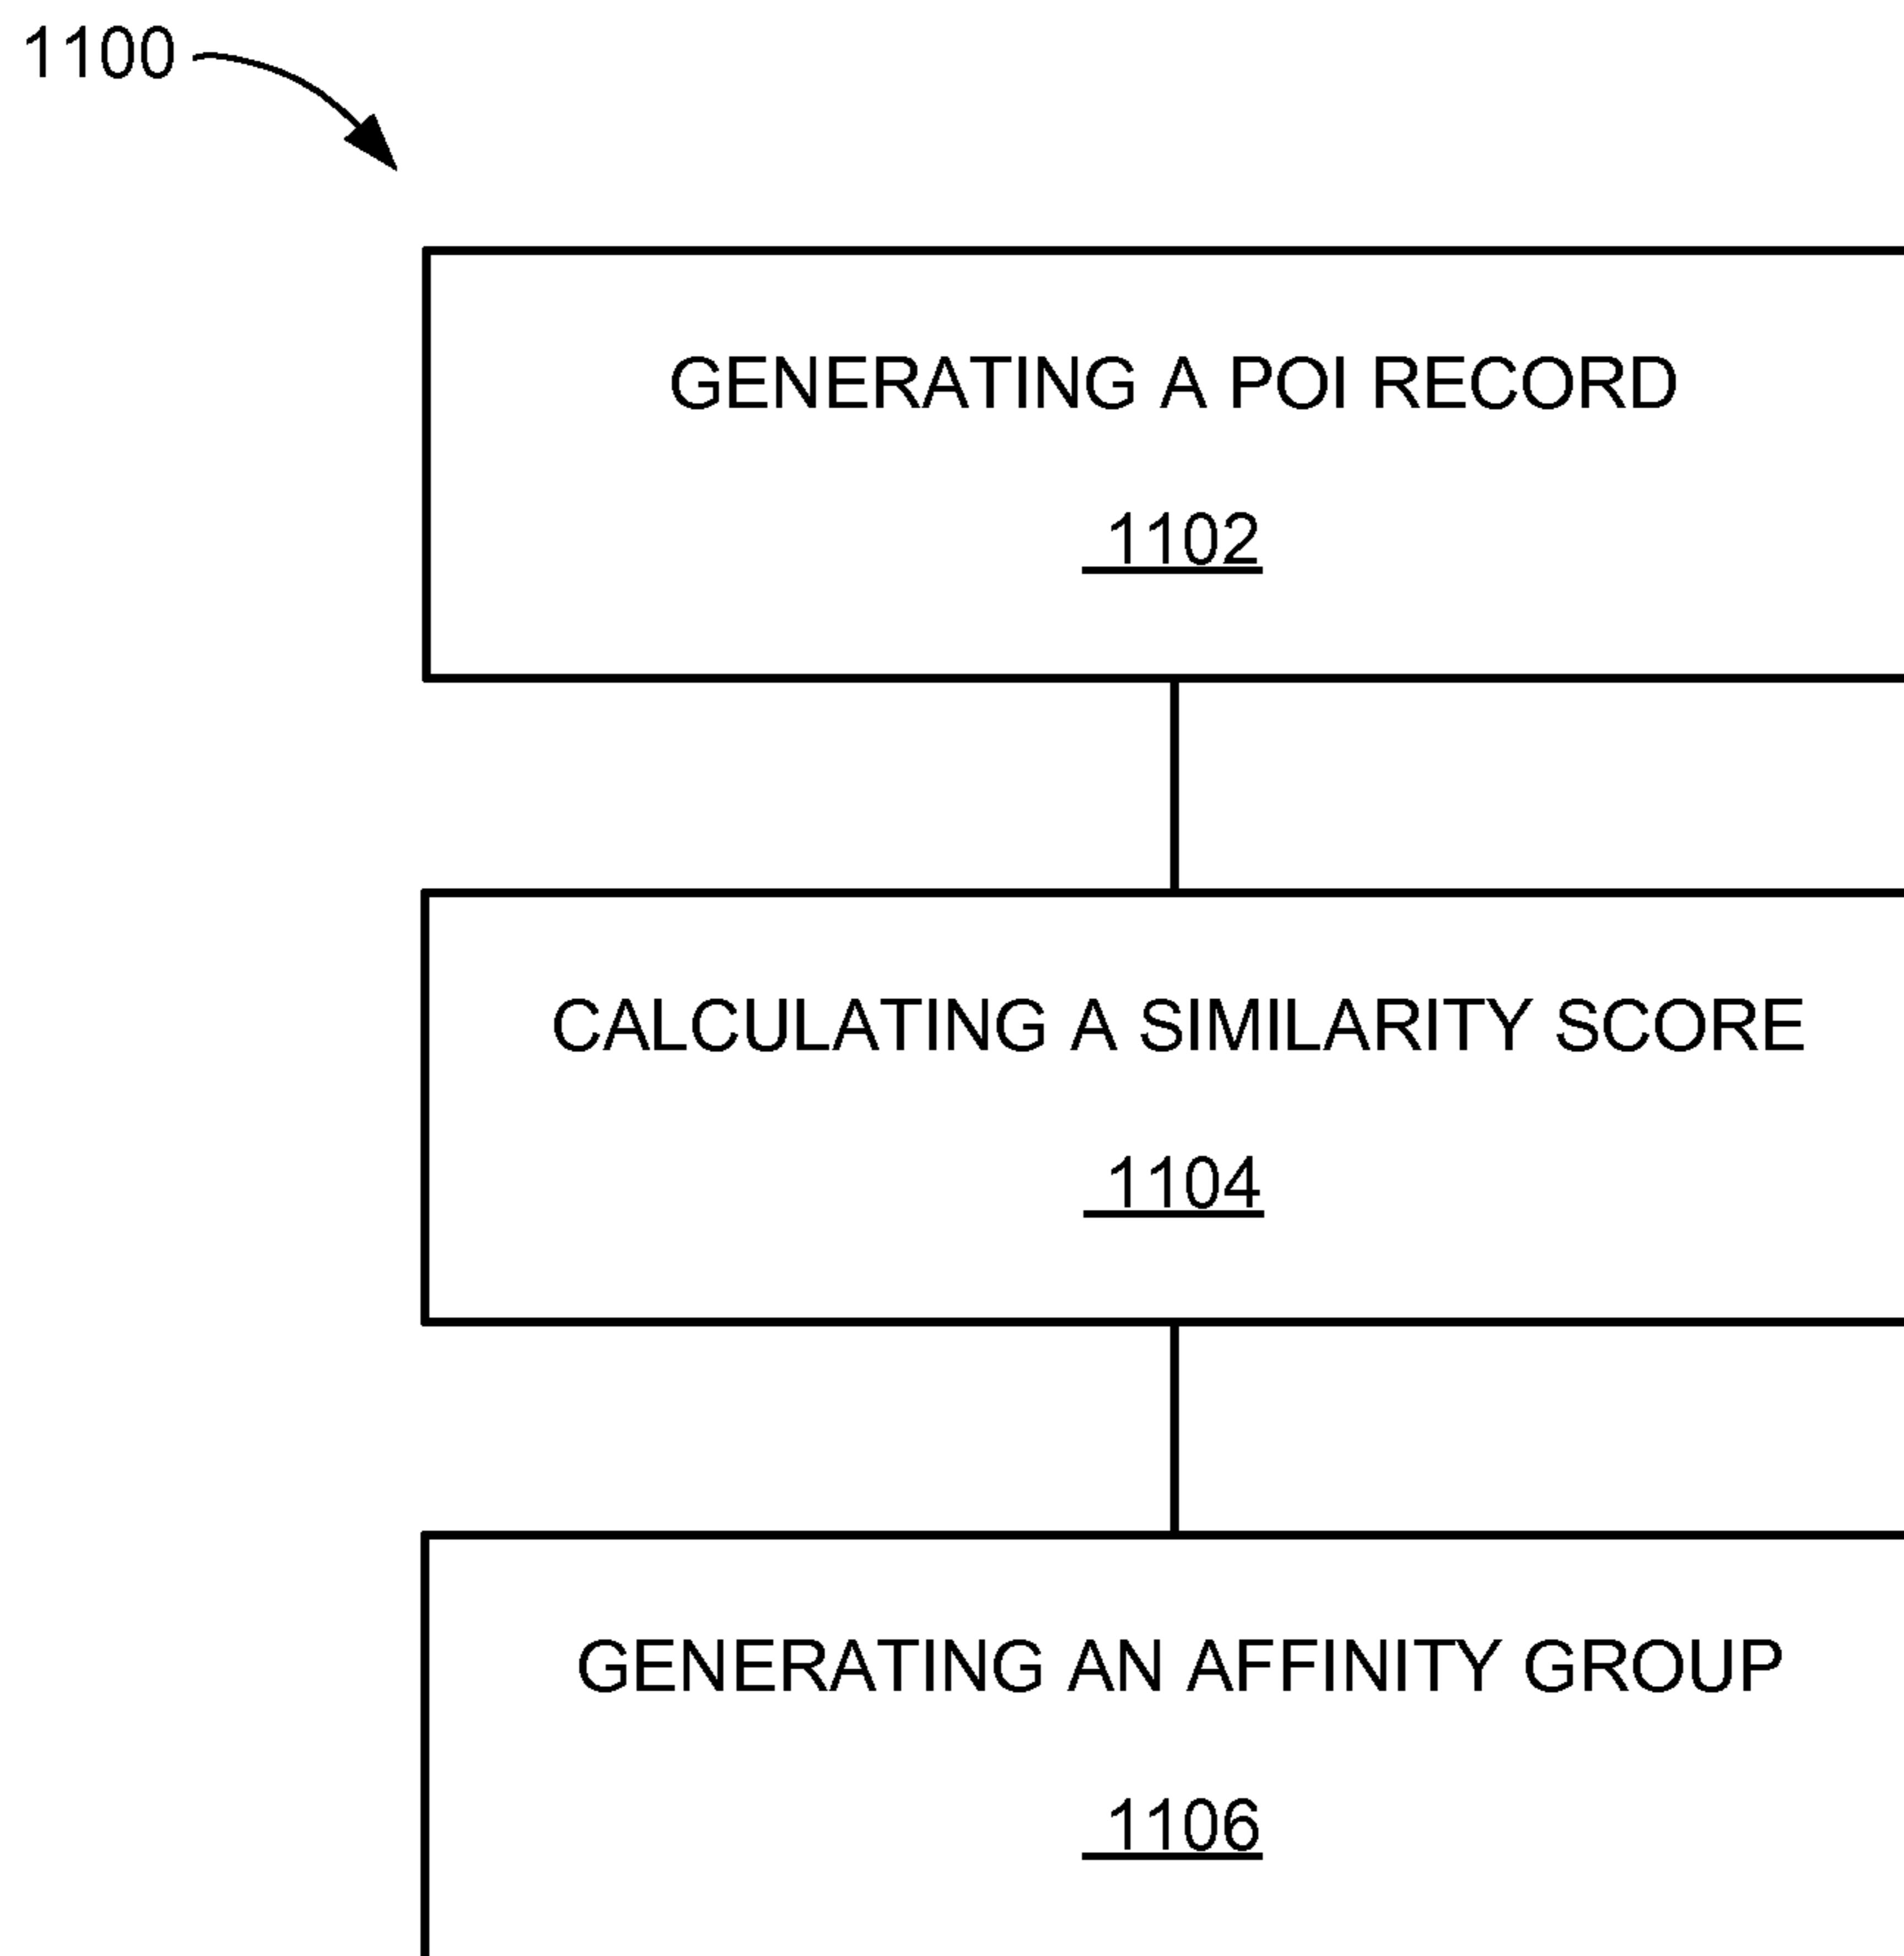 1100
GENERATING A POI RECORD
1102
CALCULATING A SIMILARITY SCORE
1104
GENERATING AN AFFINITY GROUP
1106